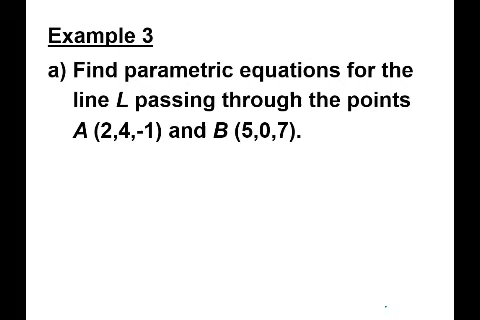 Example 3
a) Find parametric equations for the
line L passing through the points
A (2,4,-1) and B (5,0,7).